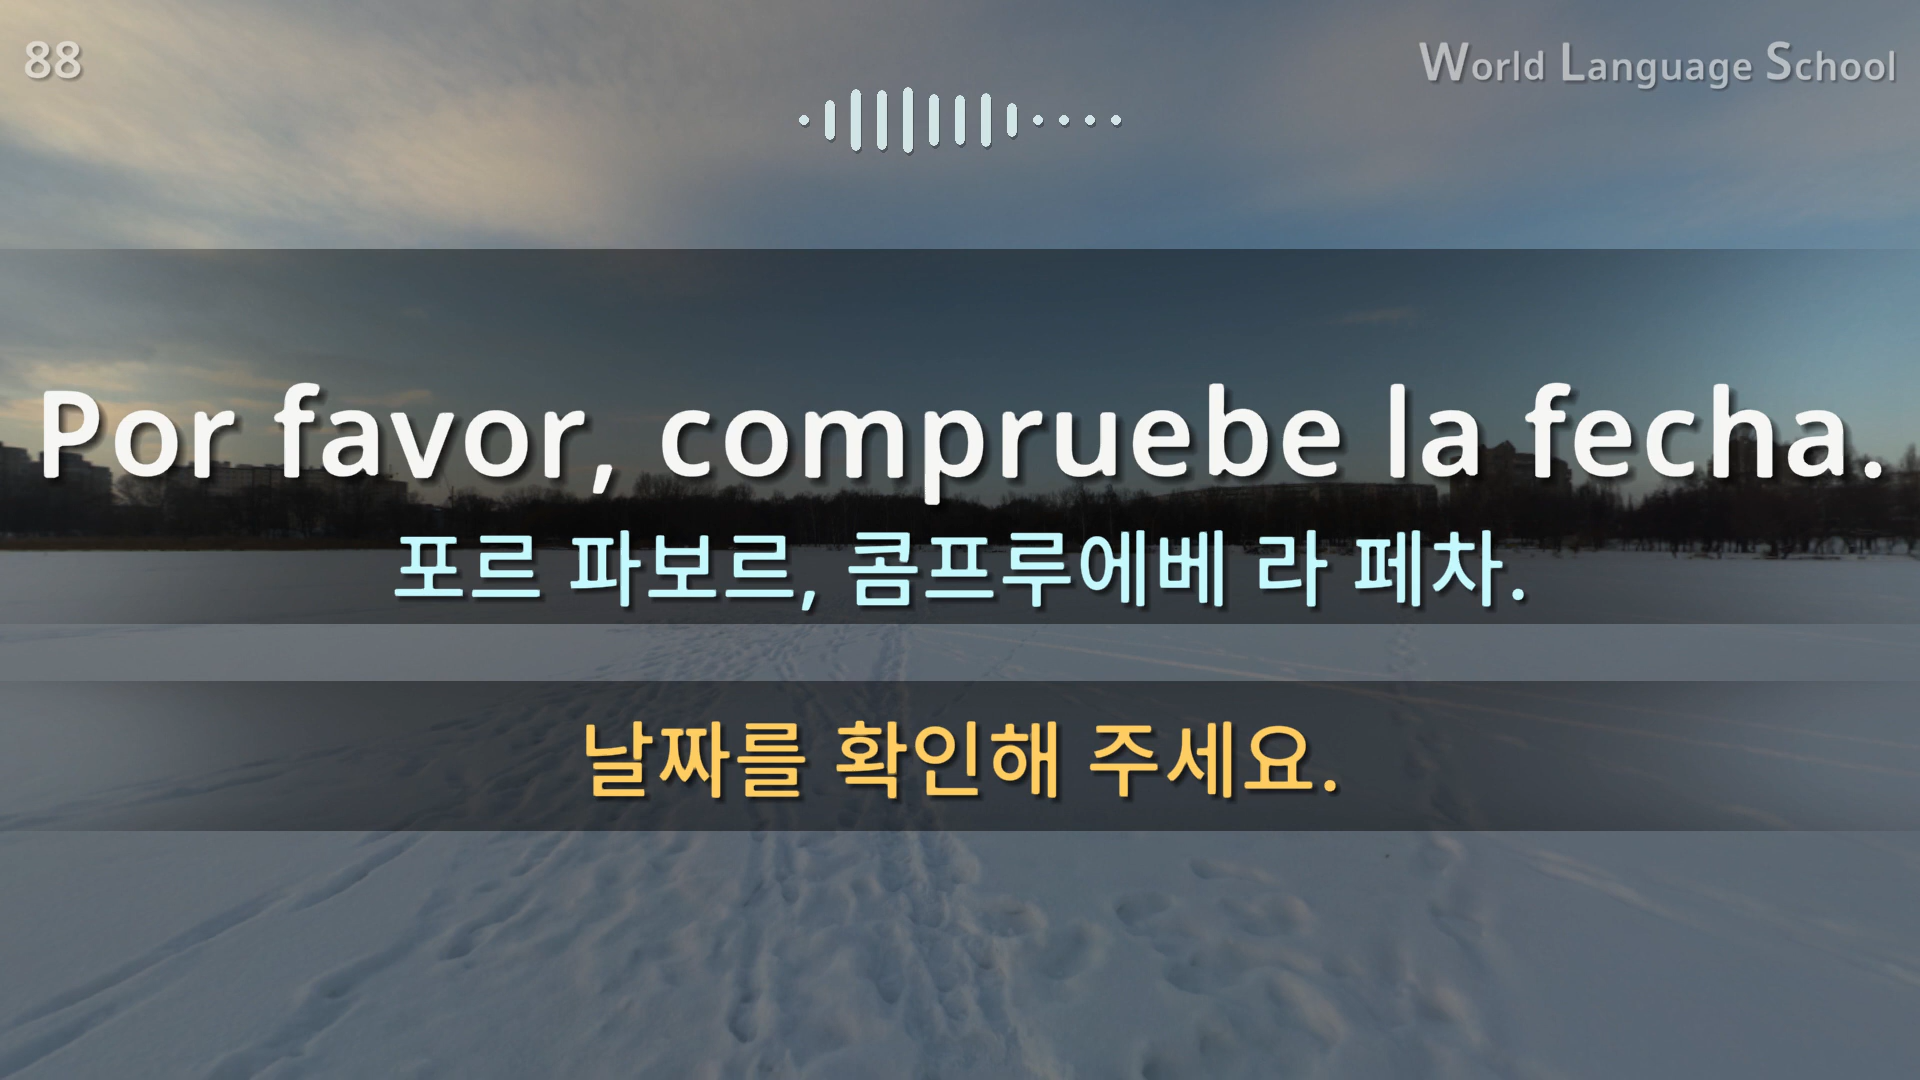 88
World Language School
Por favor, compruebe la fecha.
포르 파보르, 콤프루에베 라 페차.
날짜를 확인해 주세요.